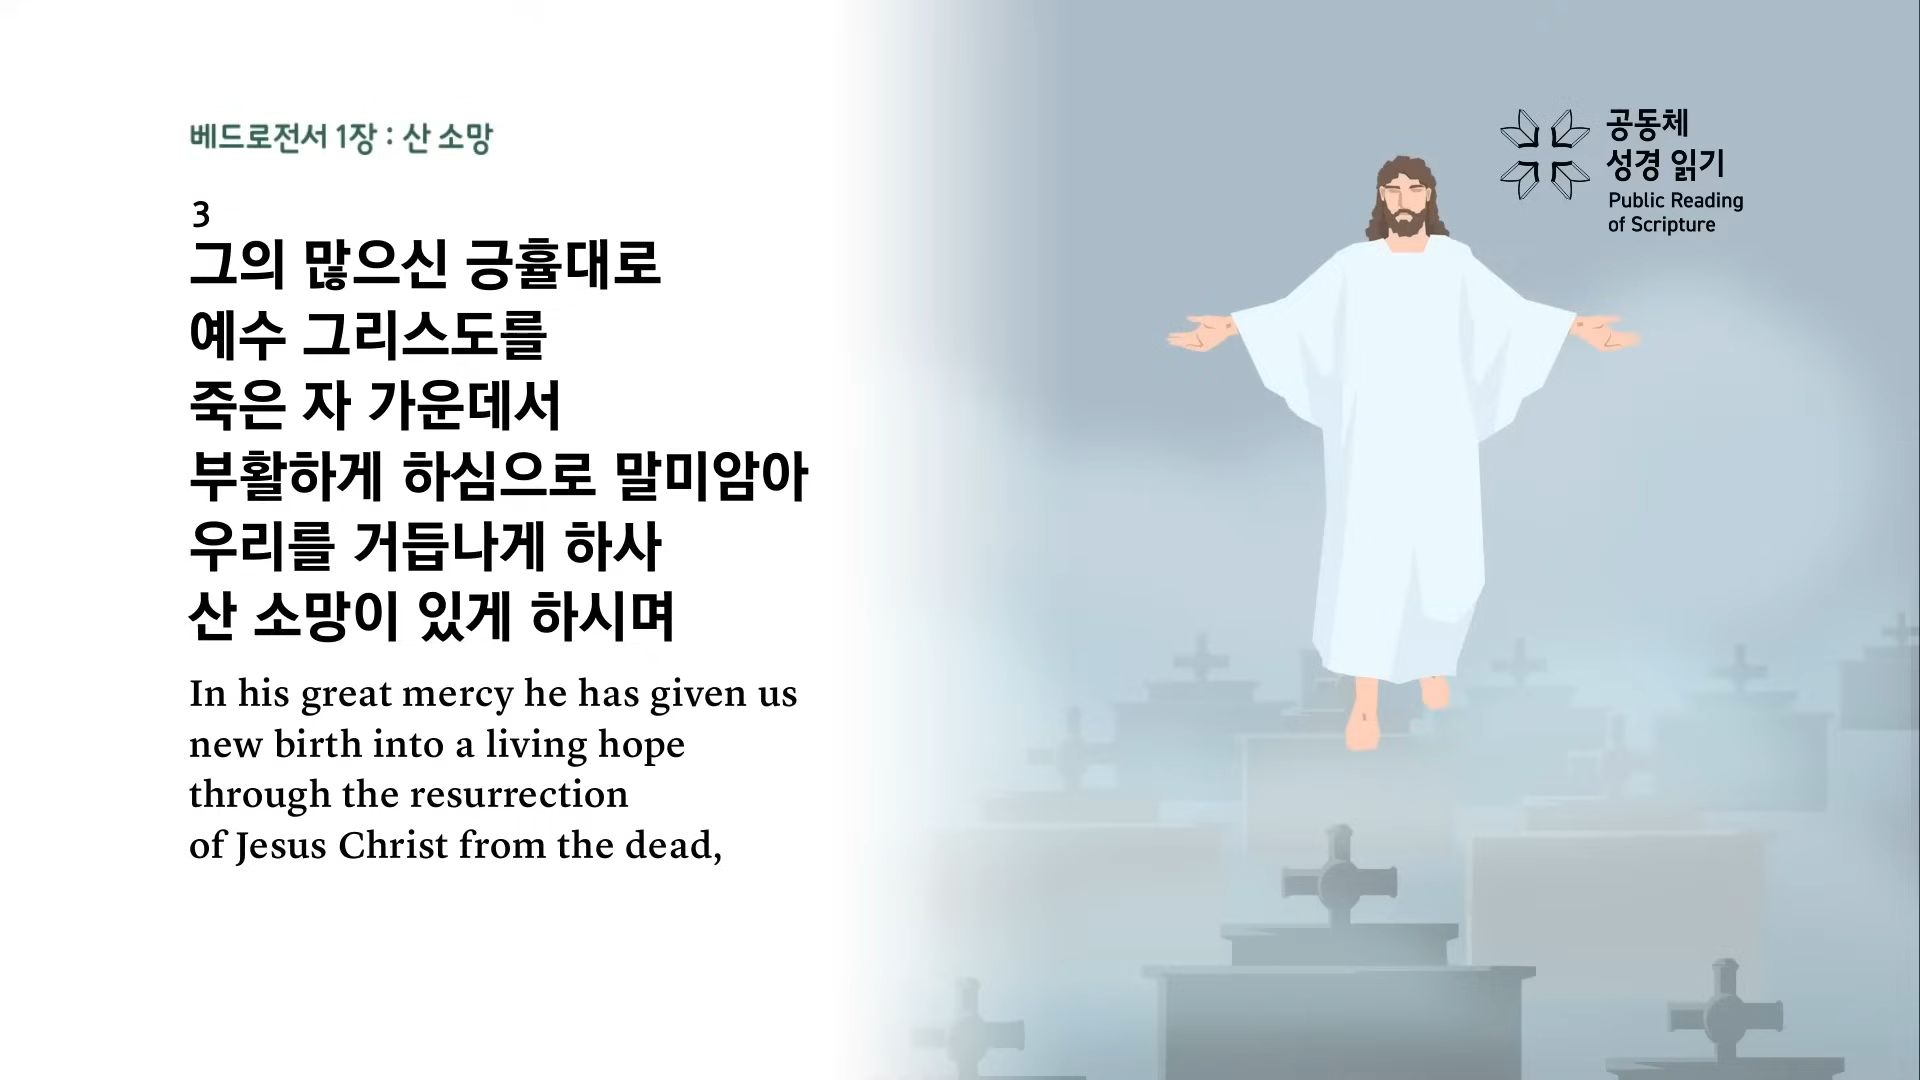 베드로전서 1장 : 산 소망
3
그의 많으신 긍휼대로
예수 그리스도를
죽은 자 가운데서
부활하게 하심으로 말미암아
우리를 거듭나게 하사
산 소망이 있게 하시며
In his great mercy he has given us
new birth into a living hope
through the resurrection
of Jesus Christ from the dead,
공동체
성경 읽기
Public Reading
of Scripture